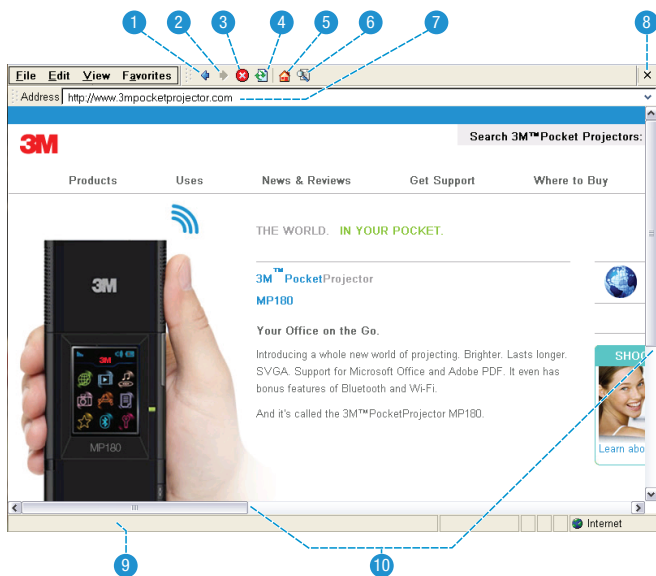 1 2 3 4 5 6 7 8
File Edit View Favorites
Address http://www.3mpocketprojector.com
3M
Search 3M™Pocket Projectors:
Products Uses News & Reviews Get Support Where to Buy
THE WORLD. IN YOUR POCKET.
3M™PocketProjector
MP180
Your Office on the Go.
Introducing a whole new world of projecting. Brighter. Lasts longer.
SVGA. Support for Microsoft Office and Adobe PDF. It even has
bonus features of Bluetooth and Wi-Fi.
And it's called the 3M™PocketProjector MP180.
3M
3M
MP180
SHOO
Learn abo
Internet
9 10